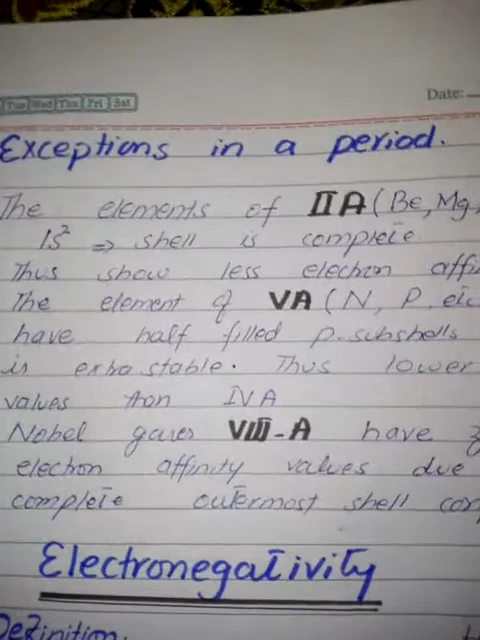 Tue Wed Thu Fri Sat
Date:
Exceptions in a period.
The elements of IIA (Be, Mg,
1s² ⇒ shell is complete
Thus show less electron affi
The element of VA (N, P. etc
have half filled p-subshells
is extra stable. Thus lower
values than IVA
Nobel gases VIII-A have
electron affinity values due
complete outermost shell con
Electronegativity
Definition.